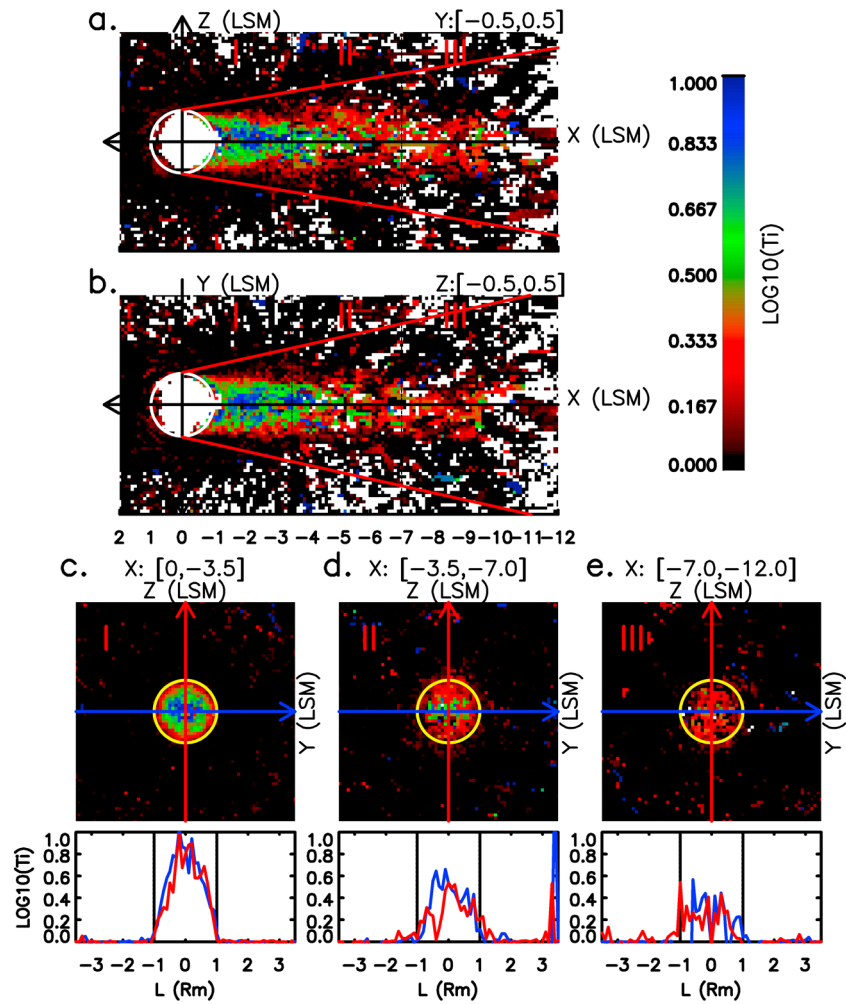 a.
Z (LSM)
Y:[−0.5,0.5]
I
II
III
X (LSM)
b.
Y (LSM)
Z:[−0.5,0.5]
I
I
II
III
X (LSM)
2 1 0 −1 −2 −3 −4 −5 −6 −7 −8 −9 −10 −11 −12
1.000
0.833
0.667
0.500
0.333
0.167
0.000
LOG10(Ti)
c.
X: [0,−3.5]
Z (LSM)
I
Y (LSM)
d.
X: [−3.5,−7.0]
Z (LSM)
II
Y (LSM)
e.
X: [−7.0,−12.0]
Z (LSM)
III
Y (LSM)
LOG10(Ti)
1.0
0.8
0.6
0.4
0.2
0.0
−3 −2 −1 0 1 2 3
L (Rm)
1.0
0.8
0.6
0.4
0.2
0.0
−3 −2 −1 0 1 2 3
L (Rm)
1.0
0.8
0.6
0.4
0.2
0.0
−3 −2 −1 0 1 2 3
L (Rm)